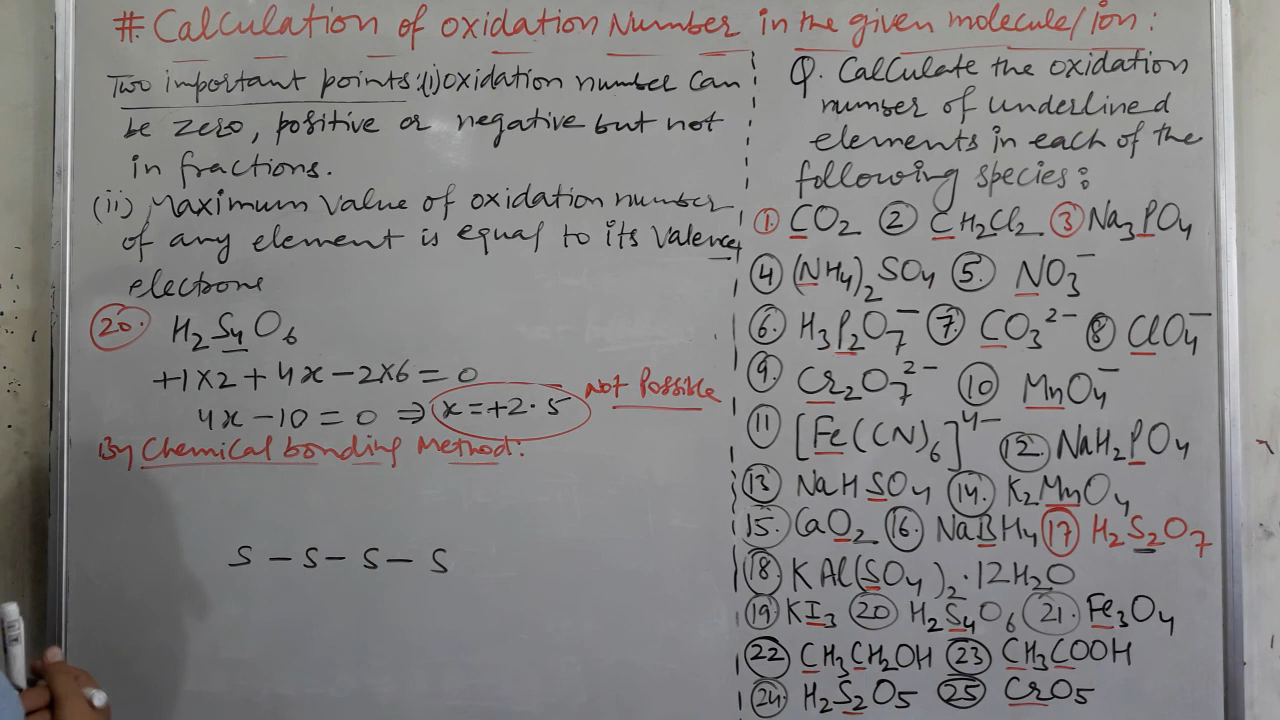 # Calculation of oxidation Number in the given molecule/ion:
Two important points: (i) oxidation number can
be zero, positive or negative but not
in fractions.
(ii) Maximum value of oxidation number
of any element is equal to its valence
electrons
20. H₂S₄O₆
+1×2+4x−2×6=0
4x−10=0 ⇒ x=+2.5 Not Possible
By Chemical bonding Method:
S–S–S–S
Q. Calculate the oxidation
number of underlined
elements in each of the
following species:
1. CO₂ 2 CH₂Cl₂ 3 Na₃PO₄
4 (NH₄)₂SO₄ 5. NO₃⁻
6. H₃P₂O₇⁻ 7. CO₃²⁻ 8 ClO₄⁻
9 Cr₂O₇²⁻ 10 MnO₄⁻
11 [Fe(CN)₆]⁴⁻ 12. NaH₂PO₄
13 NaHSO₄ 14. K₂MnO₄
15. CaO₂ 16. NaBH₄ 17 H₂S₂O₇
18 KAl(SO₄)₂·12H₂O
19 KI₃ 20 H₂S₄O₆ 21. Fe₃O₄
22 CH₃CH₂OH 23 CH₃COOH
24. H₂S₂O₅ 25 CrO₅